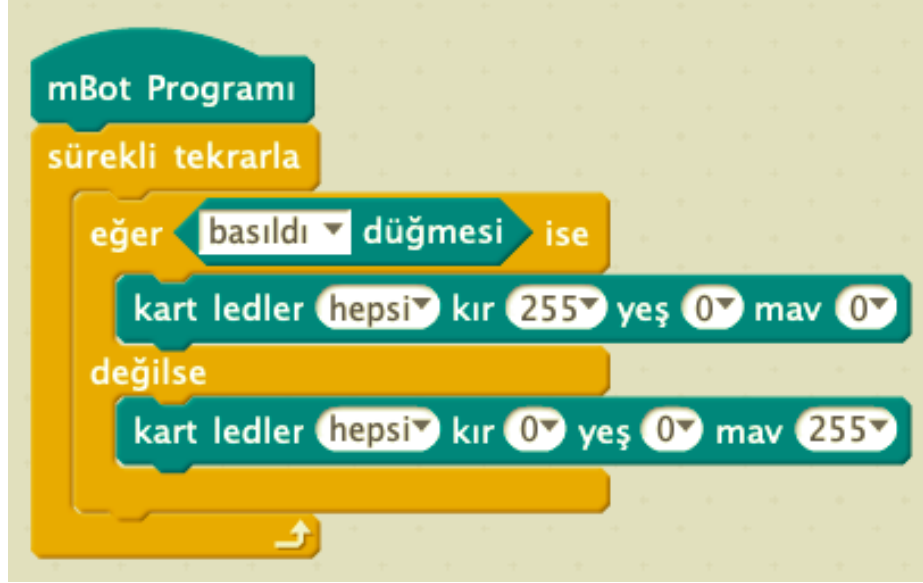 mBot Programı
sürekli tekrarla
eğer basıldı düğmesi ise
kart ledler hepsi kır 255 yeş 0 mav 0
değilse
kart ledler hepsi kır 0 yeş 0 mav 255